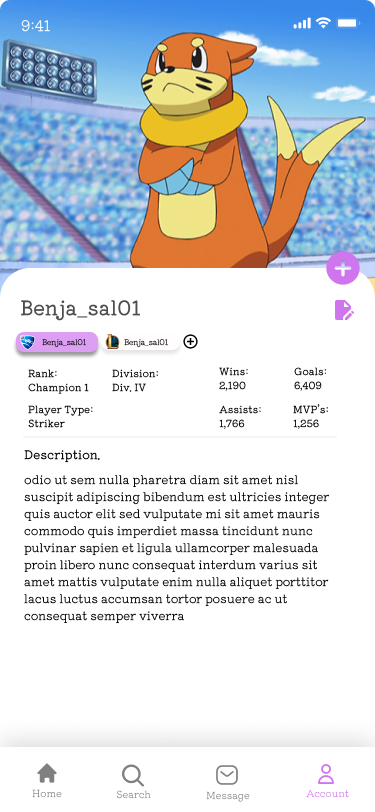 9:41
Benja_sal01
Benja_sal01 Benja_sal01
Rank: Division: Wins: Goals:
Champion 1 Div. IV 2,190 6,409
Player Type: Assists: MVP's:
Striker 1,766 1,256
Description.
odio ut sem nulla pharetra diam sit amet nisl
suscipit adipiscing bibendum est ultricies integer
quis auctor elit sed vulputate mi sit amet mauris
commodo quis imperdiet massa tincidunt nunc
pulvinar sapien et ligula ullamcorper malesuada
proin libero nunc consequat interdum varius sit
amet mattis vulputate enim nulla aliquet porttitor
lacus luctus accumsan tortor posuere ac ut
consequat semper viverra
Home Search Message Account